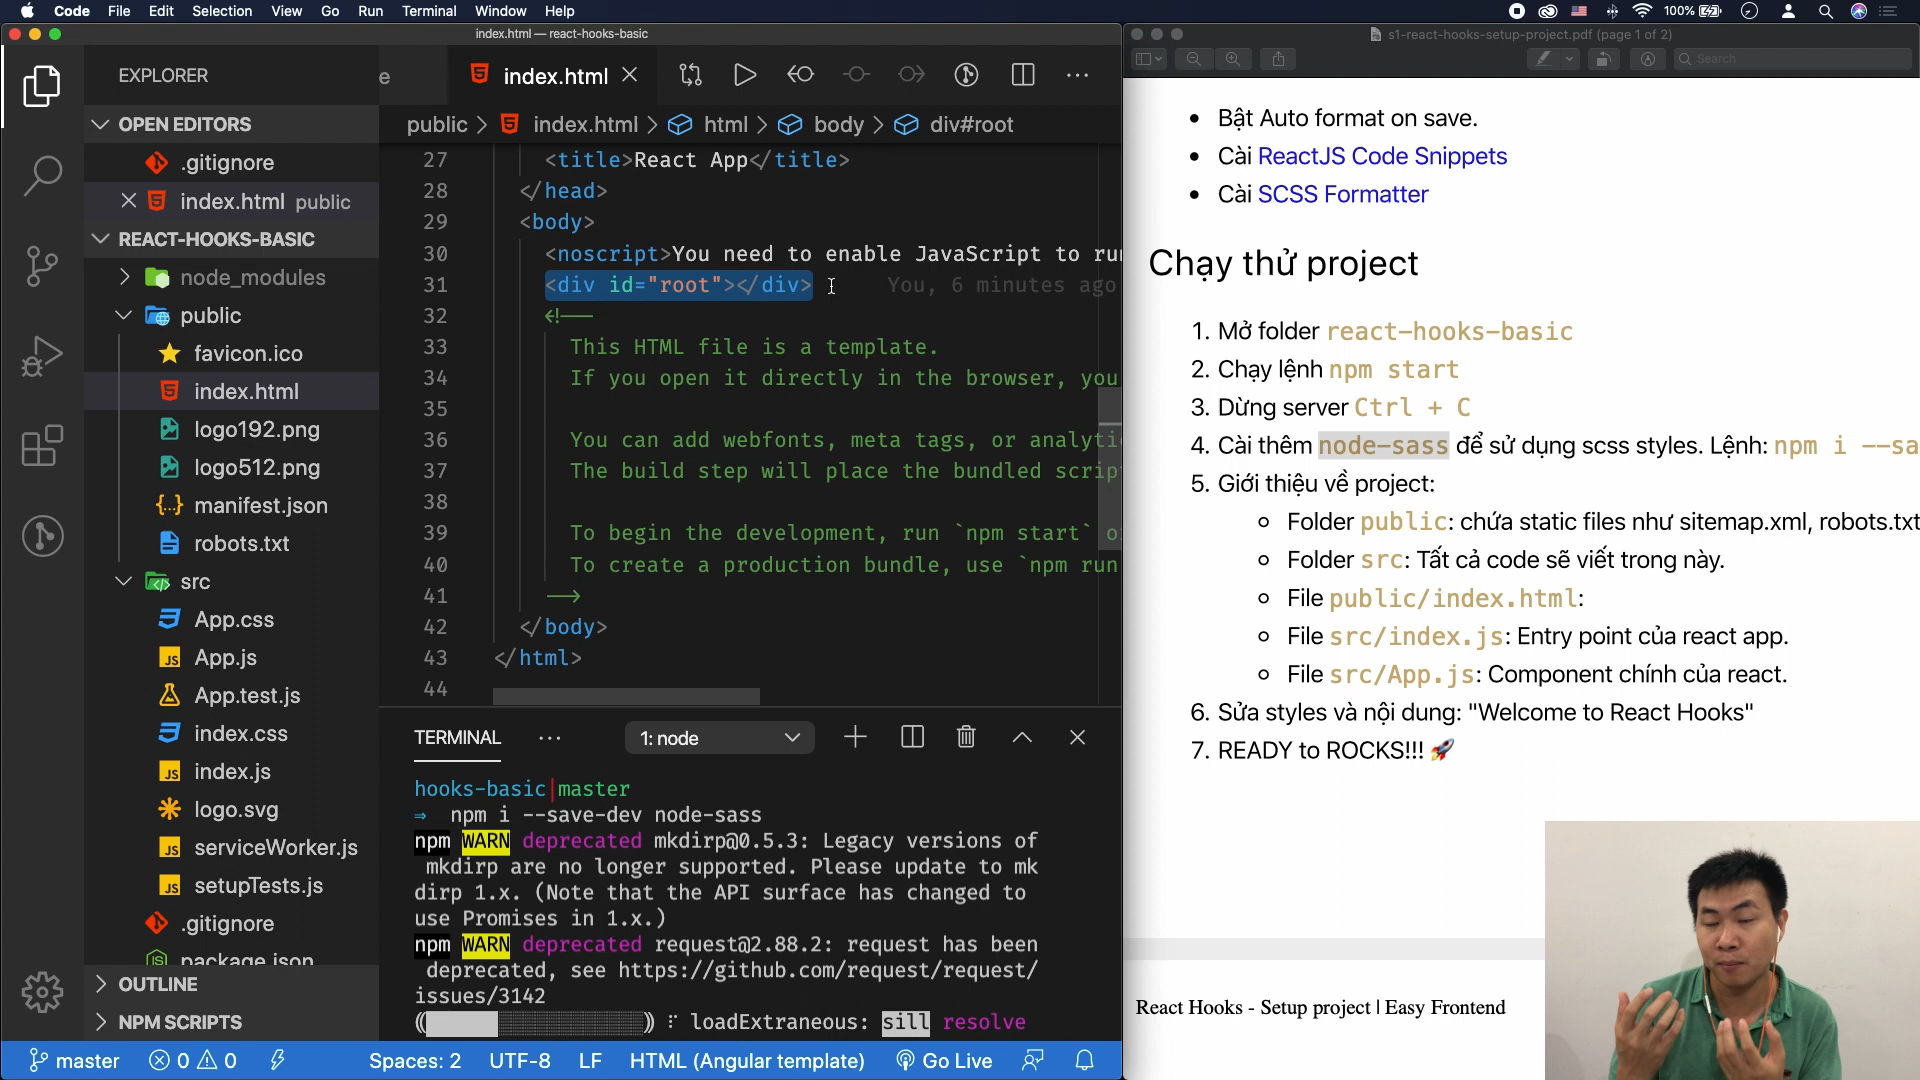 Code File Edit Selection View Go Run Terminal Window Help
100%
index.html — react-hooks-basic
EXPLORER
OPEN EDITORS
.gitignore
index.html public
REACT-HOOKS-BASIC
node_modules
public
favicon.ico
index.html
logo192.png
logo512.png
manifest.json
robots.txt
src
App.css
App.js
App.test.js
index.css
index.js
logo.svg
serviceWorker.js
setupTests.js
.gitignore
package.json
OUTLINE
NPM SCRIPTS
e
index.html
public > index.html > html > body > div#root
27 <title>React App</title>
28 </head>
29 <body>
30 <noscript>You need to enable JavaScript to ru
31 <div id="root"></div> You, 6 minutes ago
32 <!--
33 This HTML file is a template.
34 If you open it directly in the browser, you
35
36 You can add webfonts, meta tags, or analyti
37 The build step will place the bundled scrip
38
39 To begin the development, run `npm start` o
40 To create a production bundle, use `npm run
41 -->
42 </body>
43 </html>
44
TERMINAL
1: node
hooks-basic|master
⇒ npm i --save-dev node-sass
npm WARN deprecated mkdirp@0.5.3: Legacy versions of
mkdirp are no longer supported. Please update to mk
dirp 1.x. (Note that the API surface has changed to
use Promises in 1.x.)
npm WARN deprecated request@2.88.2: request has been
deprecated, see https://github.com/request/request/
issues/3142
loadExtraneous: sill resolve
master 0 0 Spaces: 2 UTF-8 LF HTML (Angular template) Go Live
s1-react-hooks-setup-project.pdf (page 1 of 2)
Search
• Bật Auto format on save.
• Cài ReactJS Code Snippets
• Cài SCSS Formatter
Chạy thử project
1. Mở folder react-hooks-basic
2. Chạy lệnh npm start
3. Dừng server Ctrl + C
4. Cài thêm node-sass để sử dụng scss styles. Lệnh: npm i --sa
5. Giới thiệu về project:
Folder public: chứa static files như sitemap.xml, robots.txt
Folder src: Tất cả code sẽ viết trong này.
File public/index.html:
File src/index.js: Entry point của react app.
File src/App.js: Component chính của react.
6. Sửa styles và nội dung: "Welcome to React Hooks"
7. READY to ROCKS!!! 🚀
React Hooks - Setup project | Easy Frontend